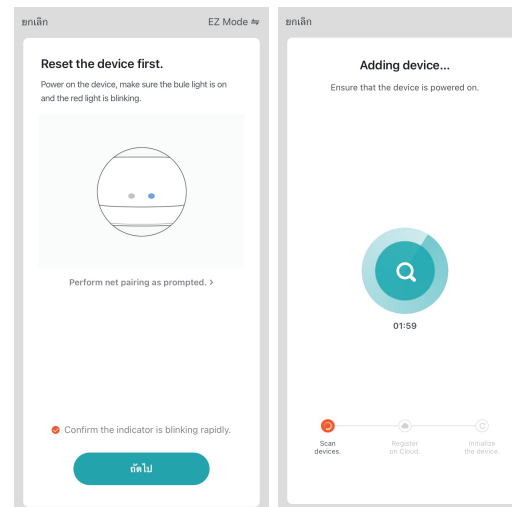 ยกเลิก
EZ Mode ⇋
Reset the device first.
Power on the device, make sure the bule light is on
and the red light is blinking.
Perform net pairing as prompted. >
Confirm the indicator is blinking rapidly.
ถัดไป
ยกเลิก
Adding device...
Ensure that the device is powered on.
01:59
Scan
devices.
Register
on Cloud.
Initialize
the device.